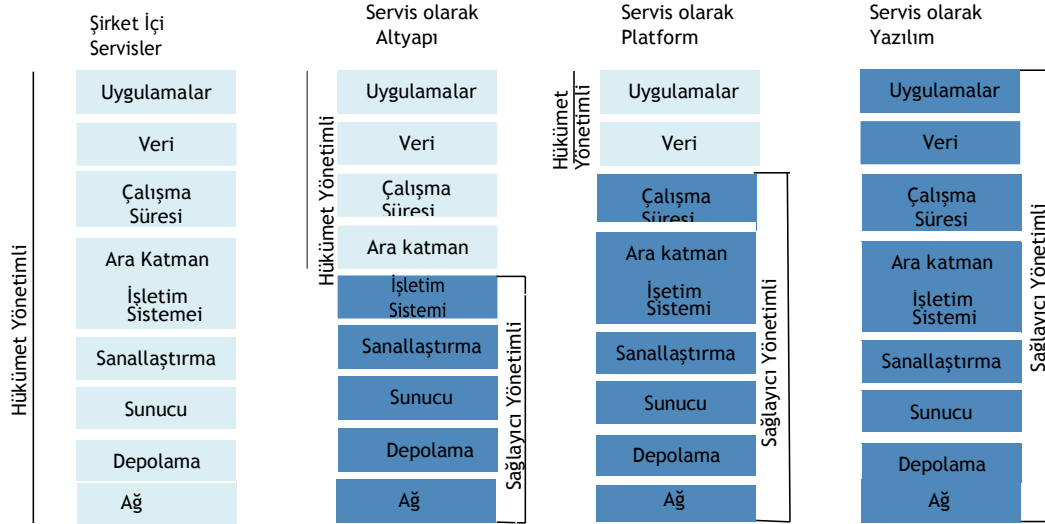 Şirket İçi
Servisler
Hükümet Yönetimli
Uygulamalar
Veri
Çalışma
Süresi
Ara Katman
İşletim
Sistemei
Sanallaştırma
Sunucu
Depolama
Ağ
Servis olarak
Altyapı
Hükümet Yönetimli
Uygulamalar
Veri
Çalışma
Süresi
Ara katman
İşletim
Sistemi
Sanallaştırma
Sunucu
Depolama
Ağ
Sağlayıcı Yönetimli
Servis olarak
Platform
Hükümet
Yönetimli
Uygulamalar
Veri
Çalışma
Süresi
Ara katman
İşetim
Sistemi
Sanallaştırma
Sunucu
Depolama
Ağ
Sağlayıcı Yönetimli
Servis olarak
Yazılım
Uygulamalar
Veri
Çalışma
Süresi
Ara katman
İşletim
Sistemi
Sanallaştırma
Sunucu
Depolama
Ağ
Sağlayıcı Yönetimli